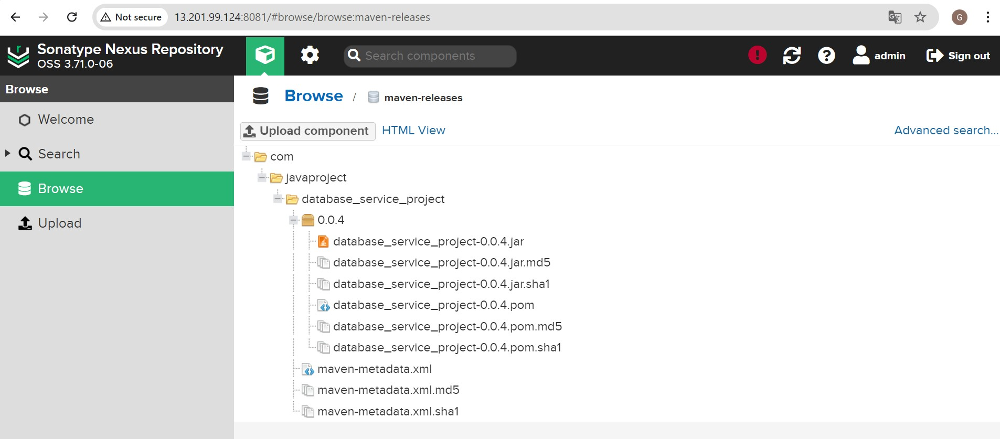 Not secure 13.201.99.124:8081/#browse/browse:maven-releases G
r
Sonatype Nexus Repository
OSS 3.71.0-06
Search components
admin
Sign out
Browse
Welcome
Search
Browse
Upload
Browse / maven-releases
Upload component HTML View Advanced search...
com
javaproject
database_service_project
0.0.4
database_service_project-0.0.4.jar
database_service_project-0.0.4.jar.md5
database_service_project-0.0.4.jar.sha1
database_service_project-0.0.4.pom
database_service_project-0.0.4.pom.md5
database_service_project-0.0.4.pom.sha1
maven-metadata.xml
maven-metadata.xml.md5
maven-metadata.xml.sha1